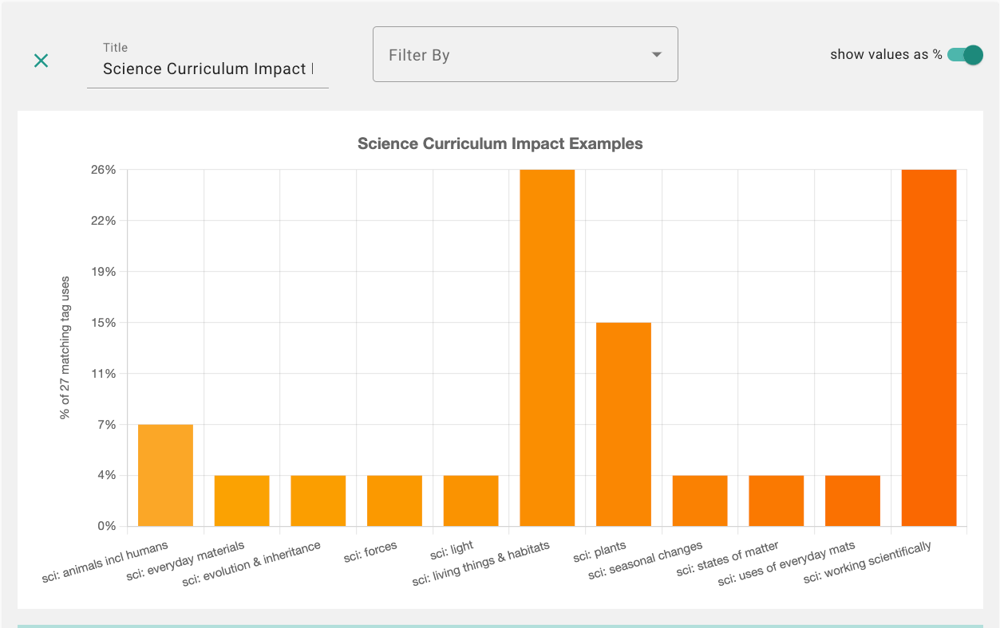 Title
Science Curriculum Impact
Filter By
show values as %
Science Curriculum Impact Examples
% of 27 matching tag uses
26%
22%
19%
15%
11%
7%
4%
0%
sci: animals incl humans
sci: everyday materials
sci: evolution & inheritance
sci: forces
sci: light
sci: living things & habitats
sci: plants
sci: seasonal changes
sci: states of matter
sci: uses of everyday mats
sci: working scientifically